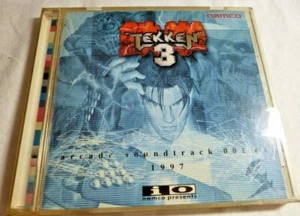 namco
TEKKEN
3
arcade soundtrack 001
1997
io
namco presents